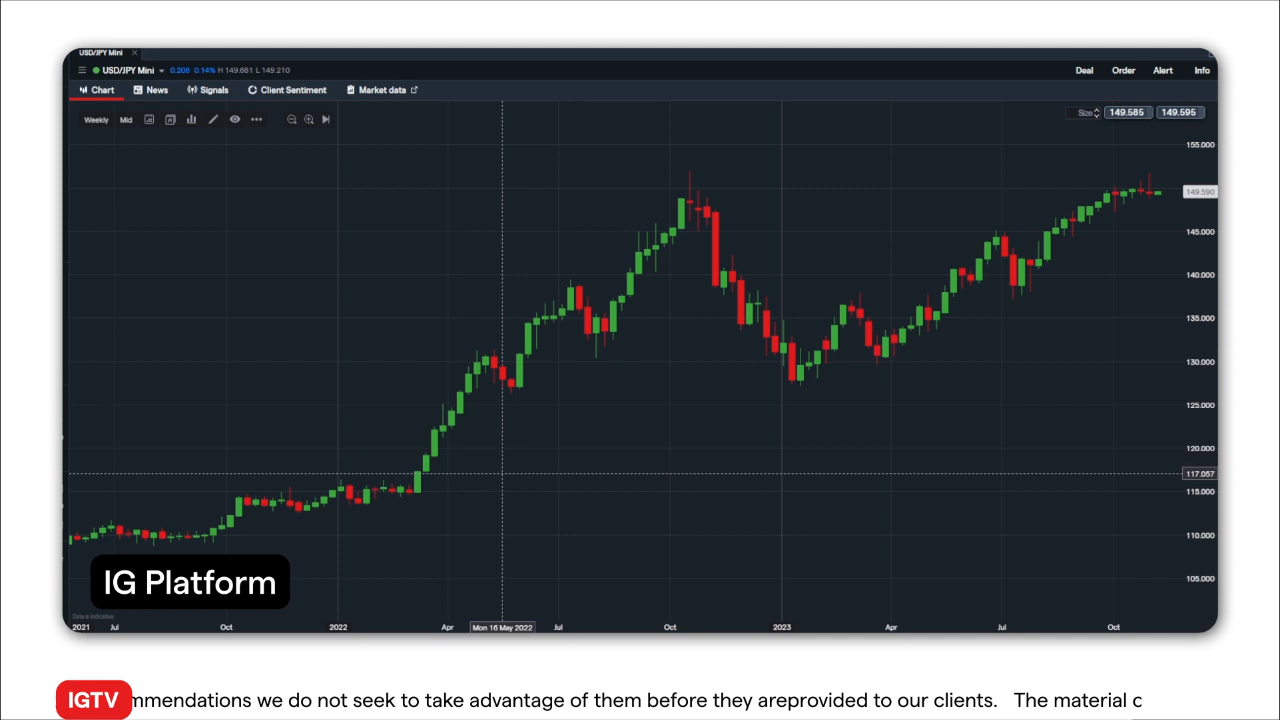 USD/JPY Mini
USD/JPY Mini 0.208 0.14% H 149.681 L 149.210 Deal Order Alert Info
Chart News Signals Client Sentiment Market data
Weekly Mid Size 149.585 149.595
155.000
149.590
145.000
140.000
135.000
130.000
125.000
120.000
117.057
115.000
110.000
105.000
IG Platform
Data is indicative
2021 Jul Oct 2022 Apr Mon 16 May 2022 Jul Oct 2023 Apr Jul Oct
IGTV mmendations we do not seek to take advantage of them before they areprovided to our clients. The material c